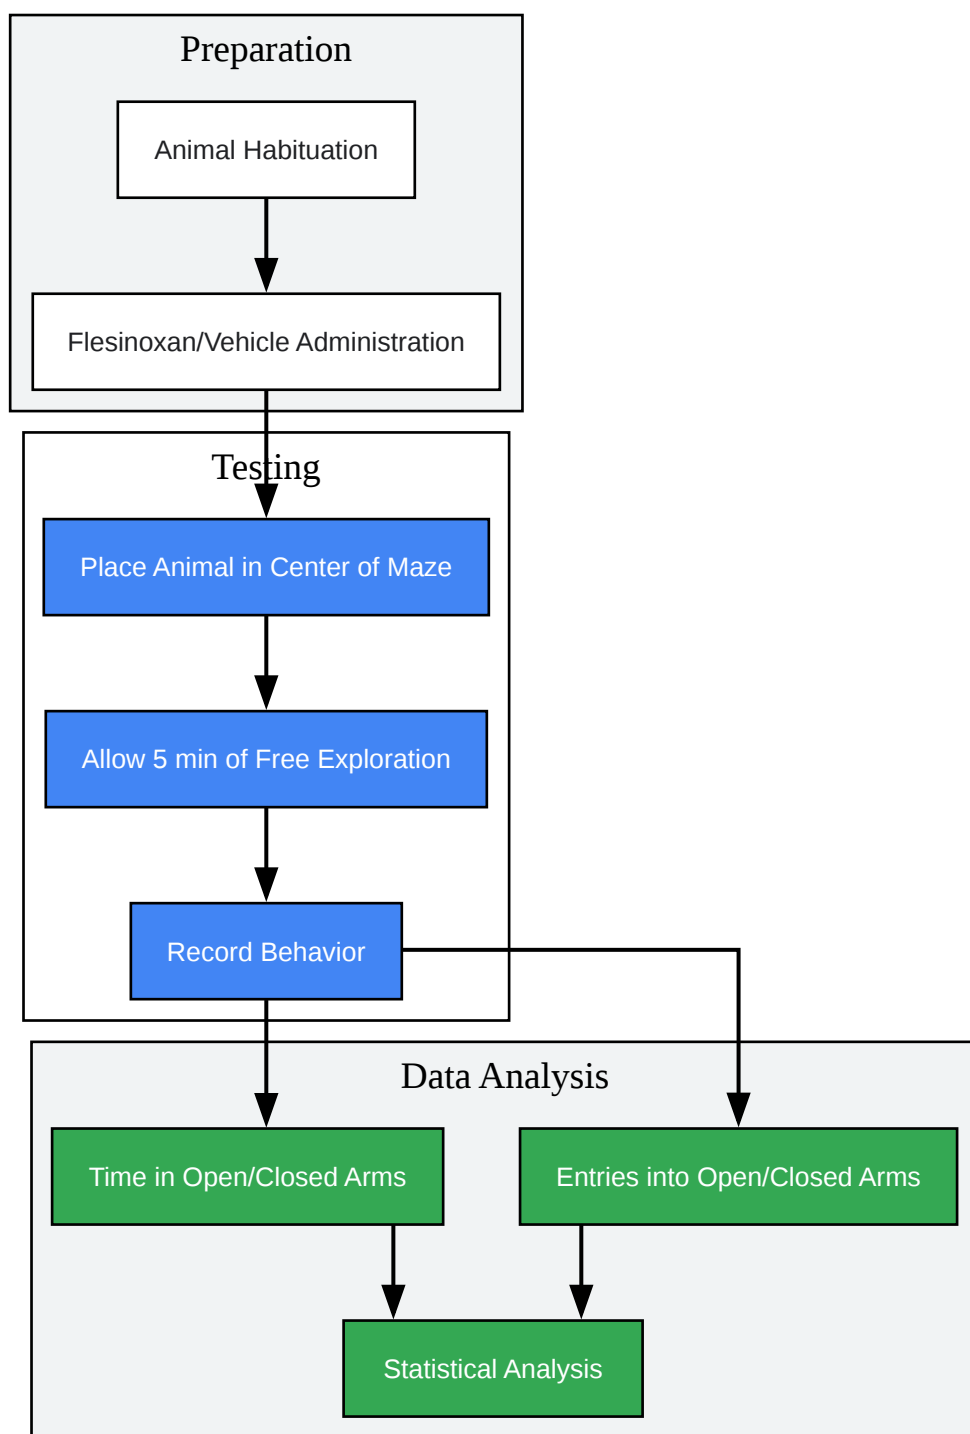 Preparation
Animal Habituation
Flesinoxan/Vehicle Administration
Testing
Place Animal in Center of Maze
Allow 5 min of Free Exploration
Record Behavior
Data Analysis
Time in Open/Closed Arms
Entries into Open/Closed Arms
Statistical Analysis